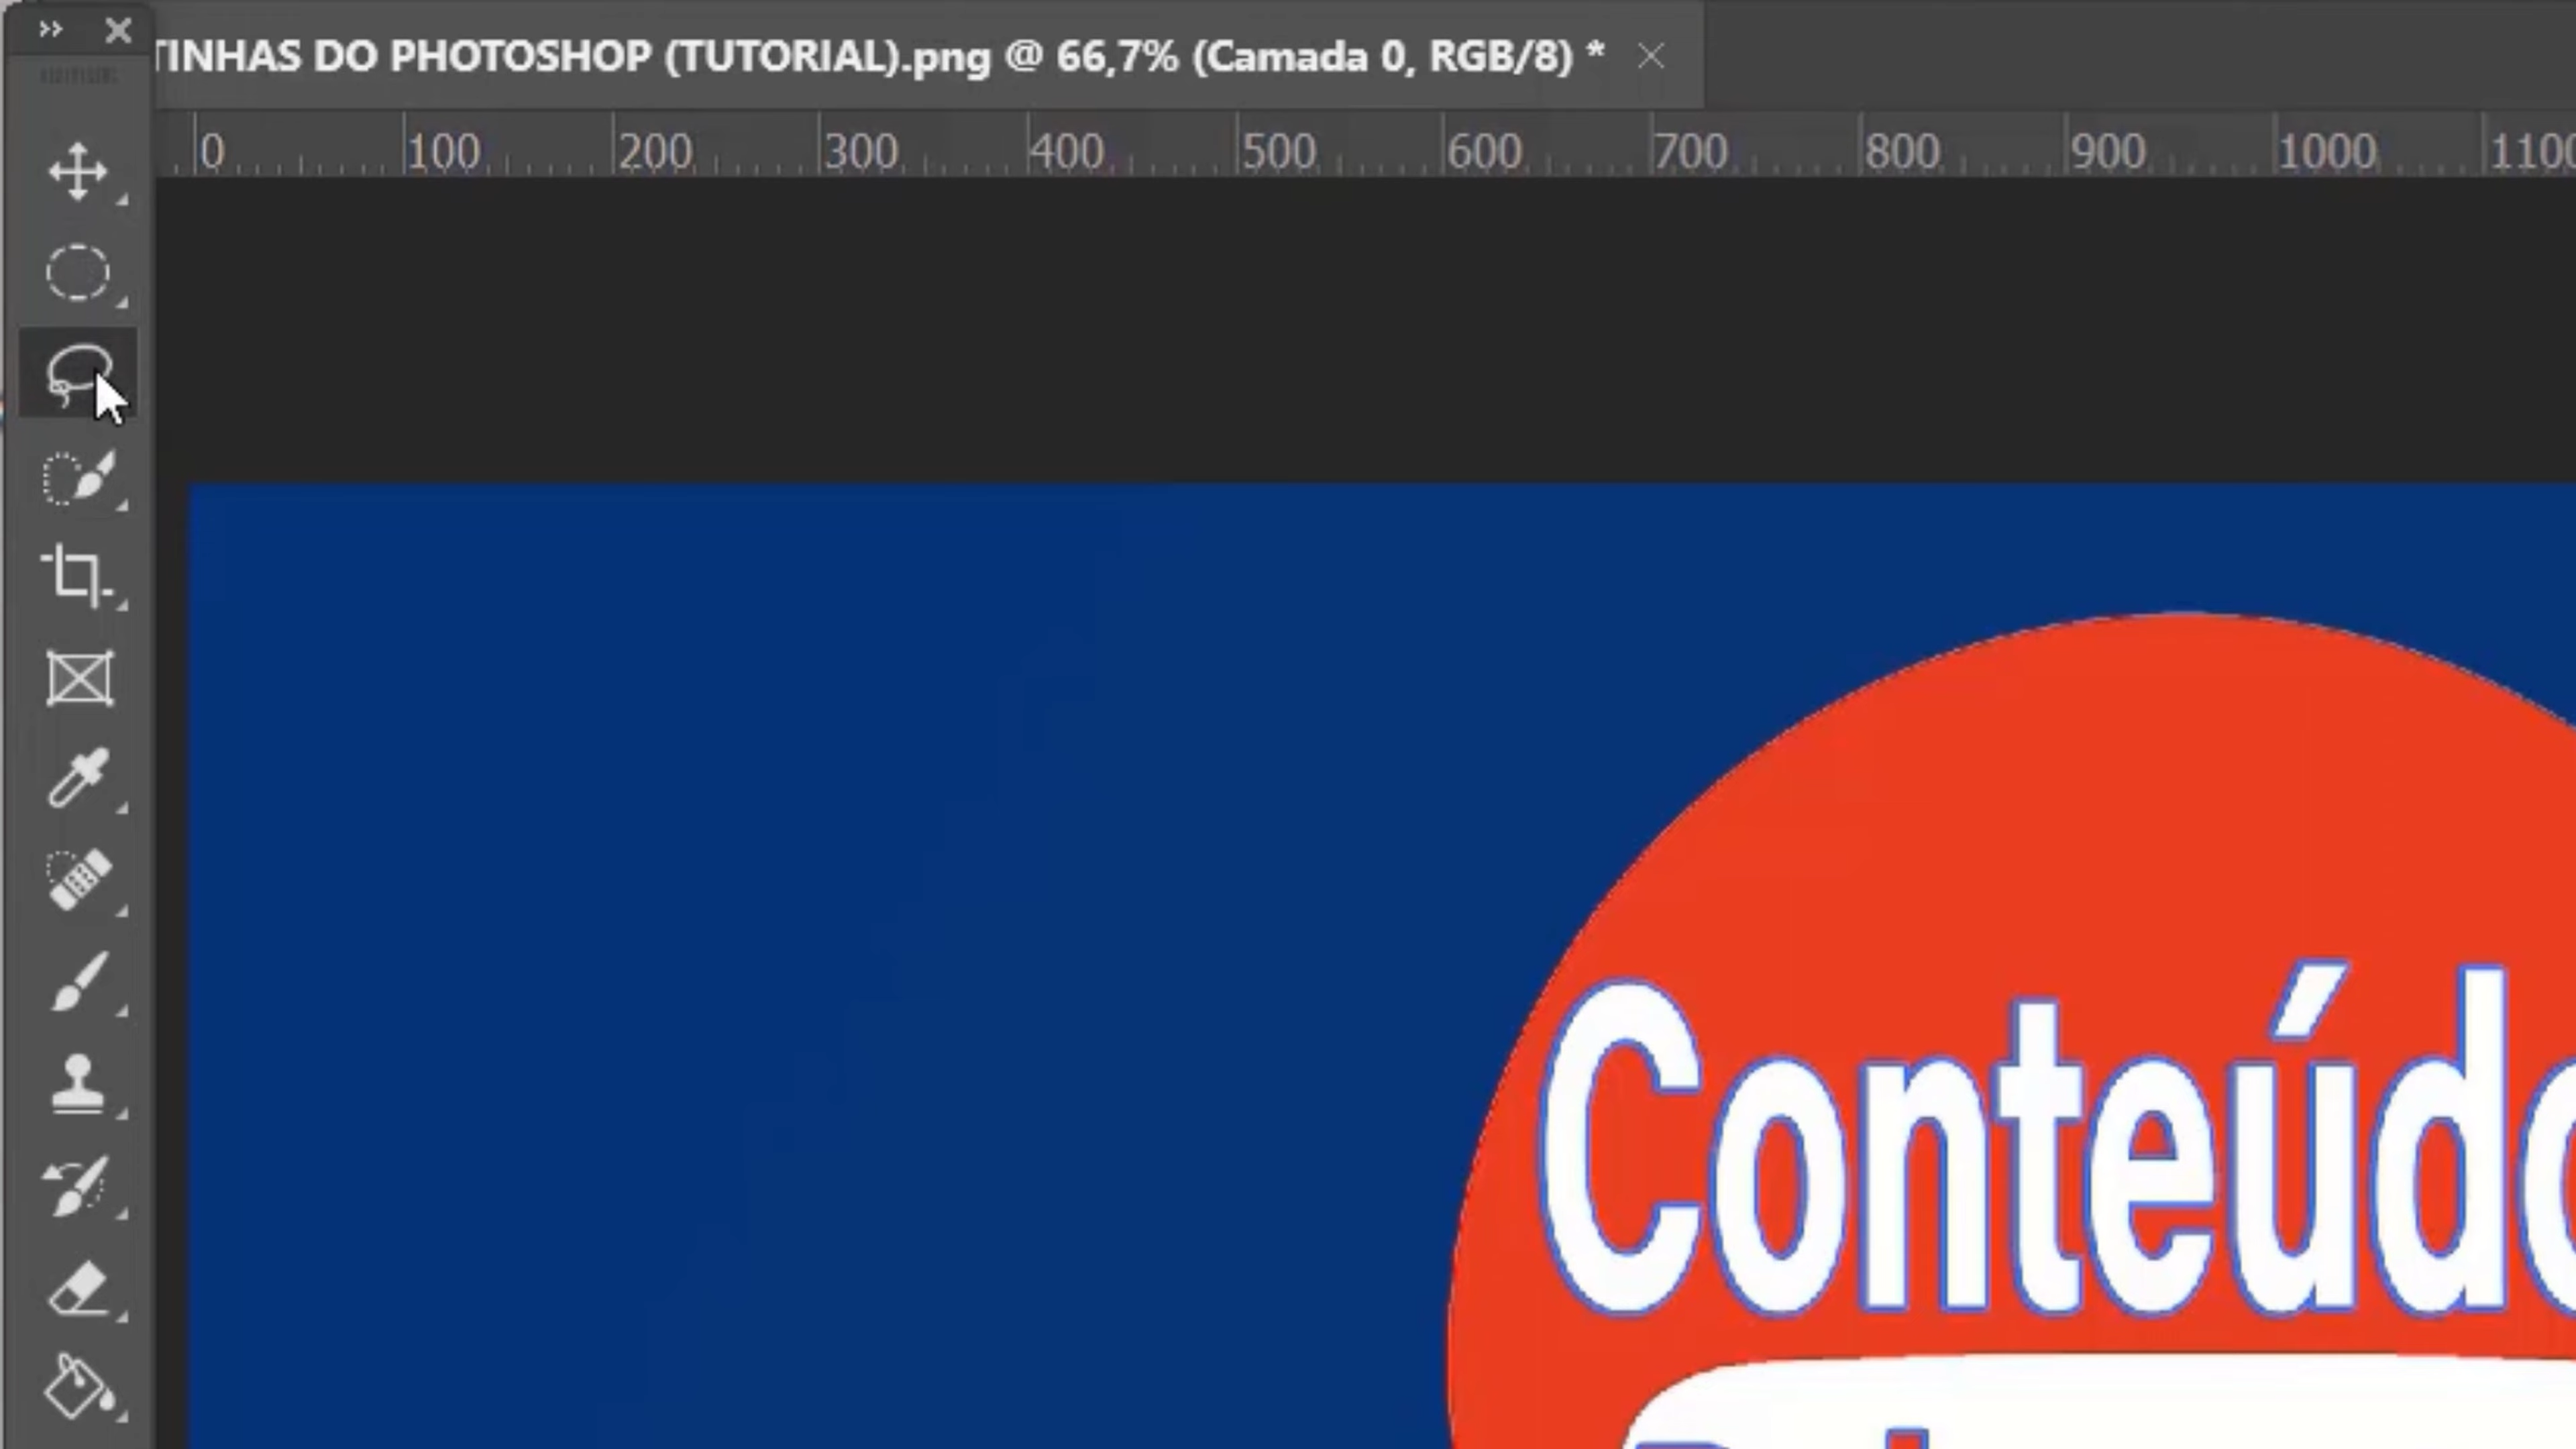 TINHAS DO PHOTOSHOP (TUTORIAL).png @ 66,7% (Camada 0, RGB/8) *
0 100 200 300 400 500 600 700 800 900 1000 1100
Conteúdo